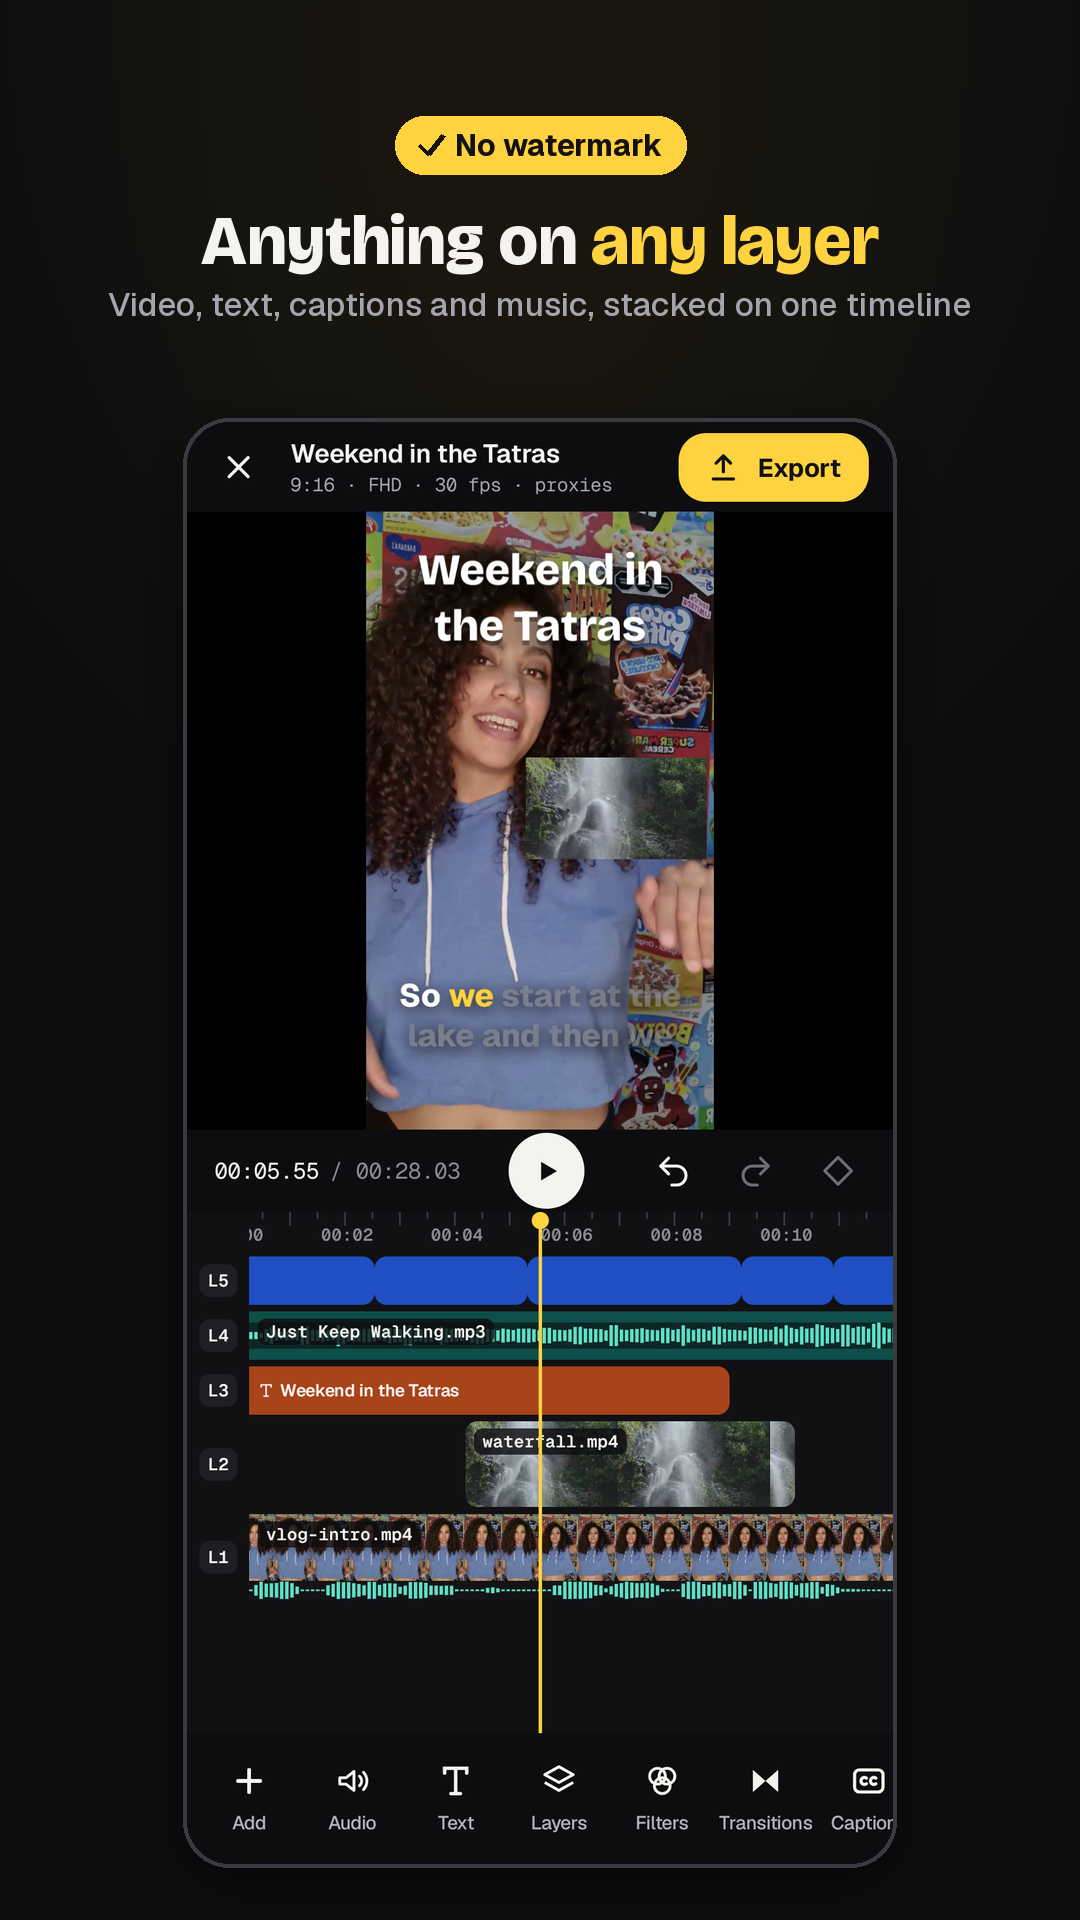 No watermark
Anything on any layer
Video, text, captions and music, stacked on one timeline
Weekend in the Tatras
9:16 · FHD · 30 fps · proxies
Export
Weekend in
the Tatras
So we start at the
lake and then we
00:05.55 / 00:28.03
00:02 00:04 00:06 00:08 00:10
L5
L4 Just Keep Walking.mp3
L3 Weekend in the Tatras
L2 waterfall.mp4
L1 vlog-intro.mp4
Add Audio Text Layers Filters Transitions Caption